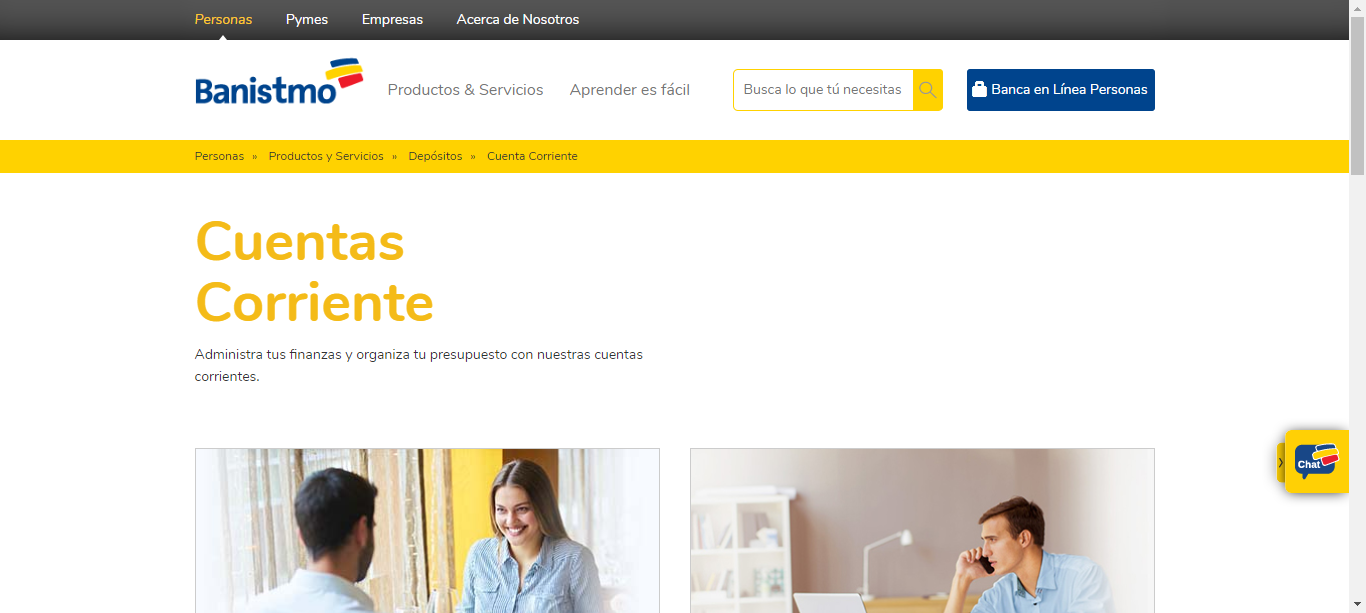 Personas Pymes Empresas Acerca de Nosotros
Banistmo Productos & Servicios Aprender es fácil Busca lo que tú necesitas Banca en Línea Personas
Personas » Productos y Servicios » Depósitos » Cuenta Corriente
Cuentas
Corriente
Administra tus finanzas y organiza tu presupuesto con nuestras cuentas
corrientes.
Chat